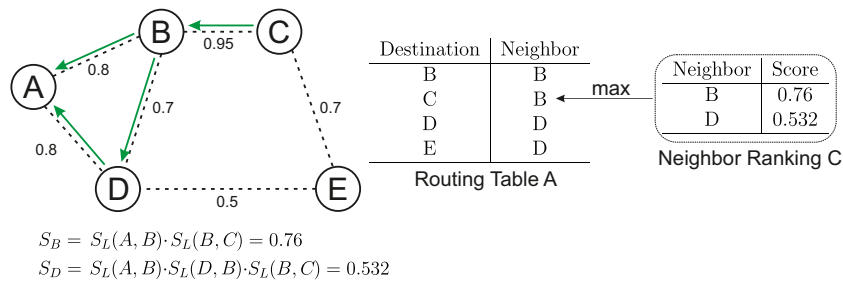 B
C
0.95
A
0.8
0.7
0.7
0.8
D
E
0.5
S_B = S_L(A, B)·S_L(B, C) = 0.76
S_D = S_L(A, B)·S_L(D, B)·S_L(B, C) = 0.532
Destination Neighbor
B B
C B
D D
E D
Routing Table A
max
Neighbor Score
B 0.76
D 0.532
Neighbor Ranking C